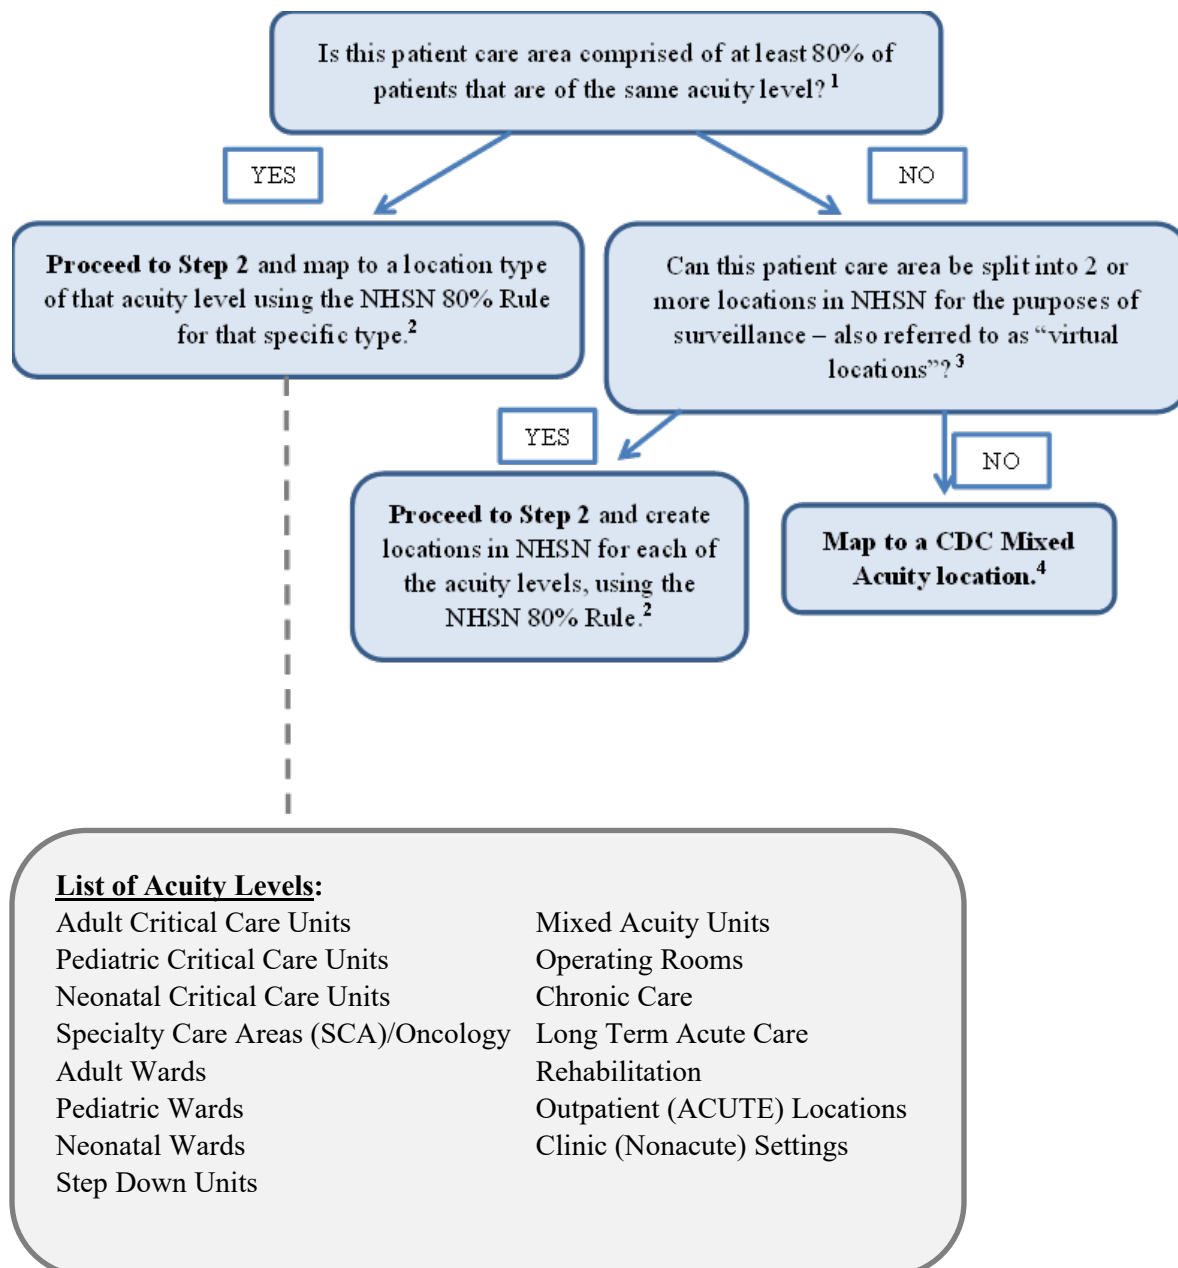 Is this patient care area comprised of at least 80% of
patients that are of the same acuity level?1
YES
NO
Proceed to Step 2 and map to a location type
of that acuity level using the NHSN 80% Rule
for that specific type.2
Can this patient care area be split into 2 or
more locations in NHSN for the purposes of
surveillance – also referred to as “virtual
locations”?3
YES
NO
Proceed to Step 2 and create
locations in NHSN for each of
the acuity levels, using the
NHSN 80% Rule.2
Map to a CDC Mixed
Acuity location.4
List of Acuity Levels:
Adult Critical Care Units
Pediatric Critical Care Units
Neonatal Critical Care Units
Specialty Care Areas (SCA)/Oncology
Adult Wards
Pediatric Wards
Neonatal Wards
Step Down Units
Mixed Acuity Units
Operating Rooms
Chronic Care
Long Term Acute Care
Rehabilitation
Outpatient (ACUTE) Locations
Clinic (Nonacute) Settings